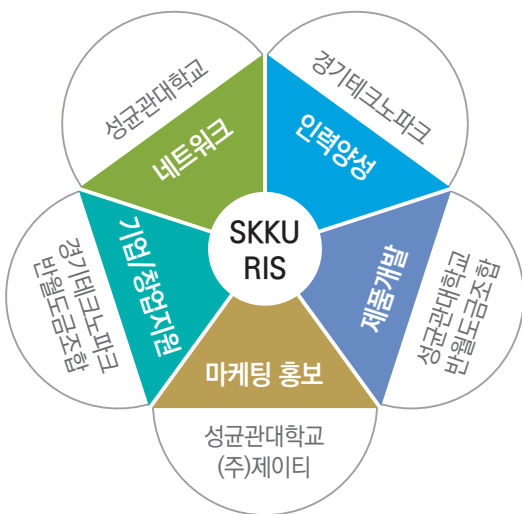 성균관대학교
네트워크
경기테크노파크
인력양성
SKKU
RIS
기업/창업지원
경기테크노파크
반월도금조합
제품개발
성균관대학교
반월도금조합
마케팅 홍보
성균관대학교
(주)제이티